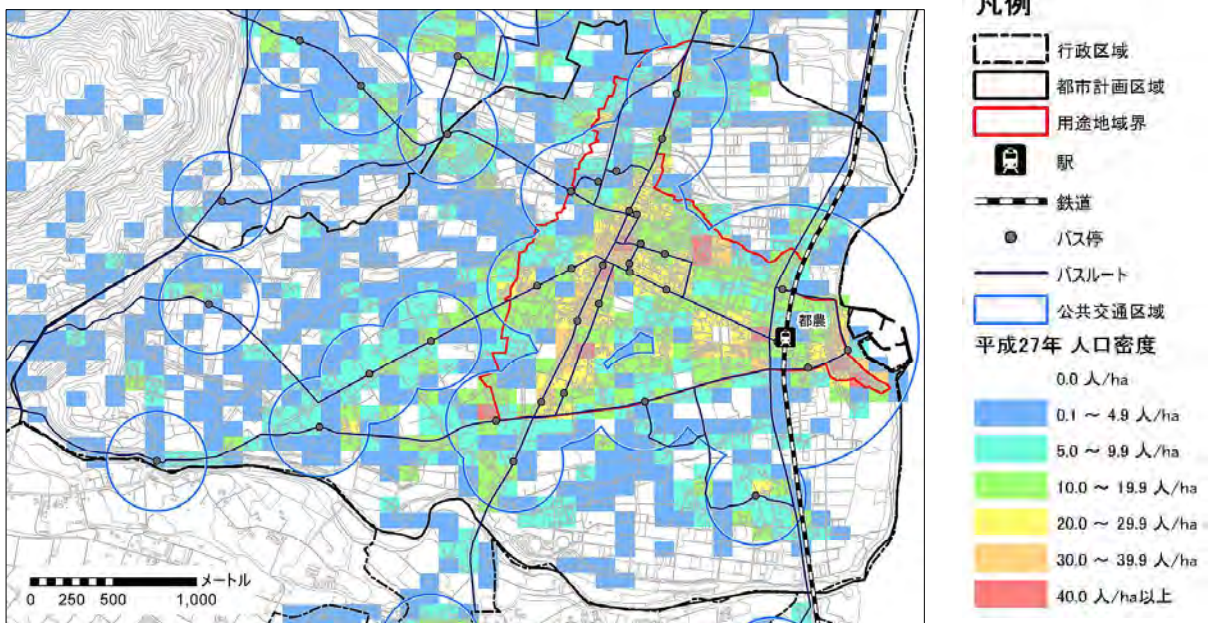 凡例
行政区域
都市計画区域
用途地域界
駅
鉄道
バス停
バスルート
公共交通区域
平成27年 人口密度
0.0 人/ha
0.1 ～ 4.9 人/ha
5.0 ～ 9.9 人/ha
10.0 ～ 19.9 人/ha
20.0 ～ 29.9 人/ha
30.0 ～ 39.9 人/ha
40.0 人/ha以上
都農
メートル
0 250 500 1,000